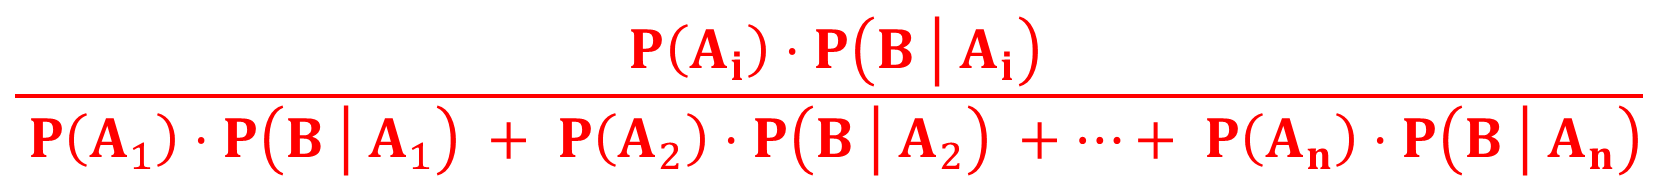 P(Aᵢ) · P(B | Aᵢ)
P(A₁) · P(B | A₁) + P(A₂) · P(B | A₂) + ⋯ + P(Aₙ) · P(B | Aₙ)